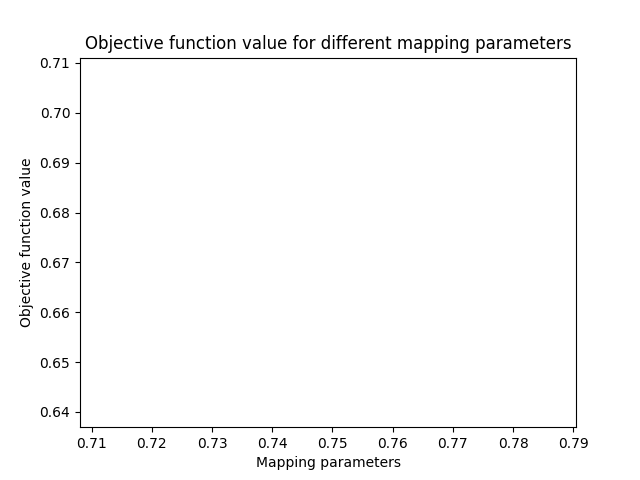 Objective function value for different mapping parameters
0.71
0.70
0.69
0.68
0.67
0.66
0.65
0.64
Objective function value
0.71 0.72 0.73 0.74 0.75 0.76 0.77 0.78 0.79
Mapping parameters